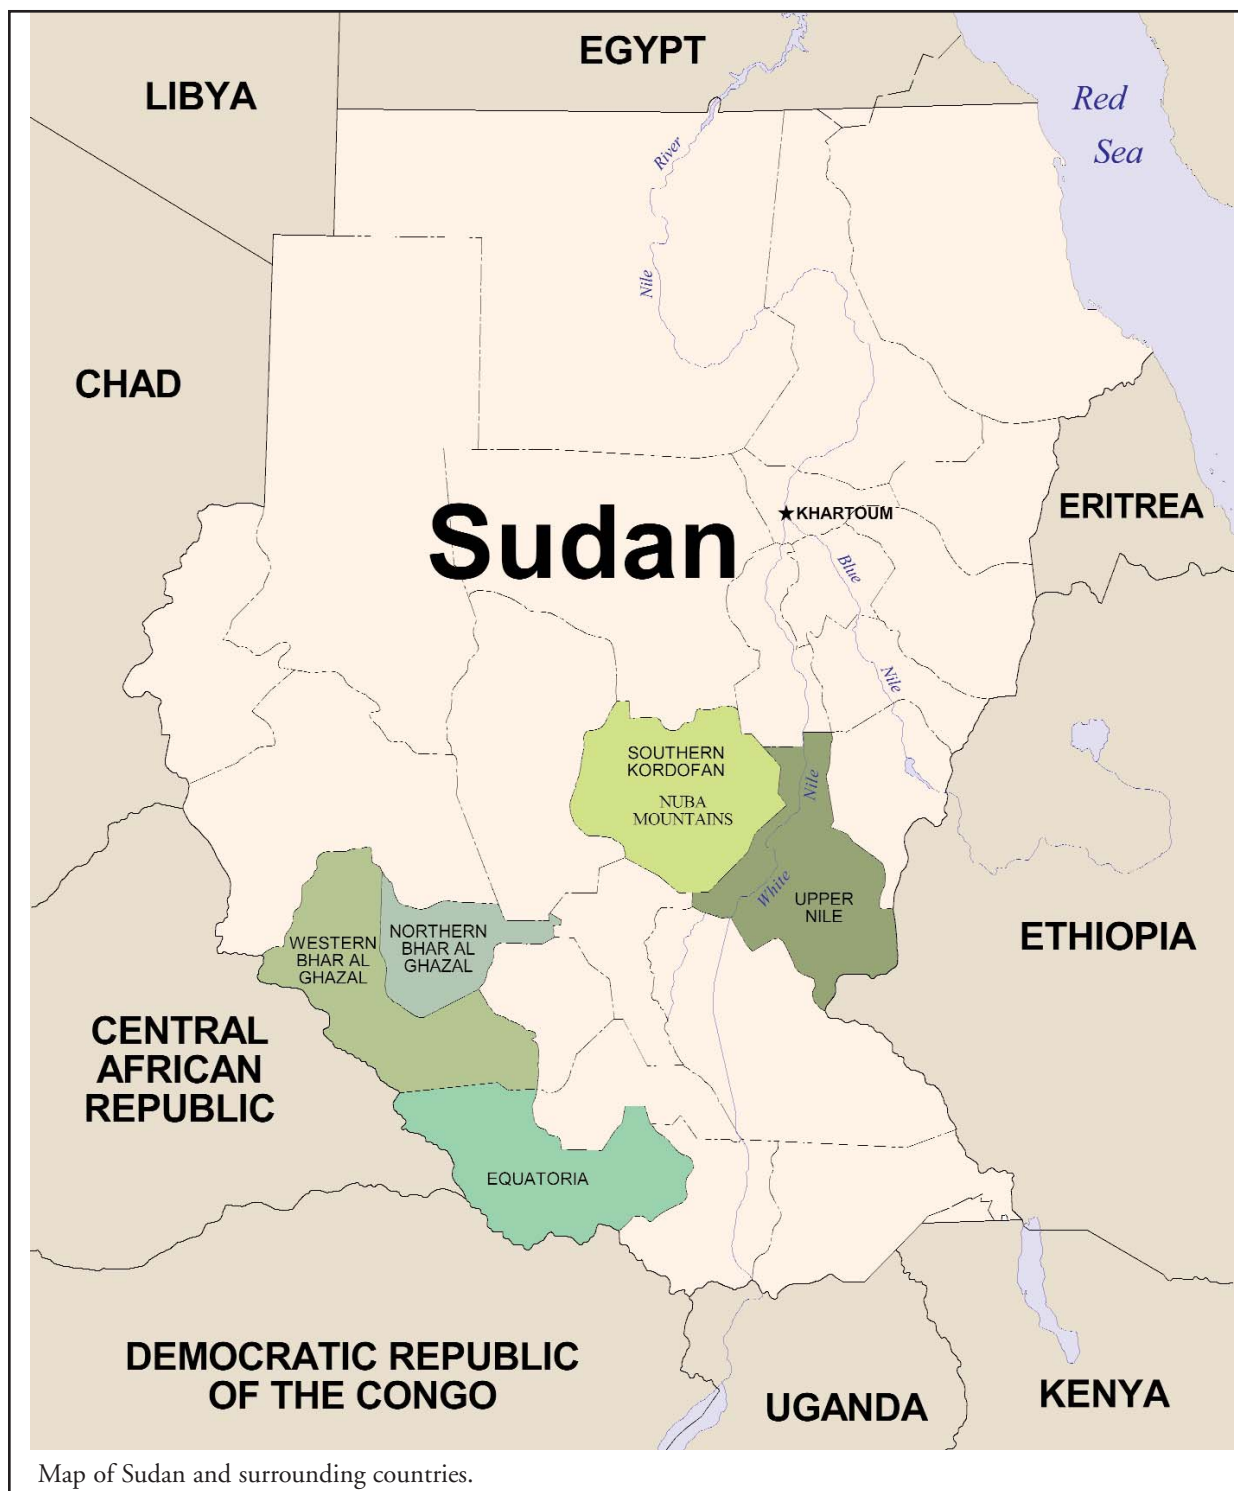 EGYPT
LIBYA
Red
Sea
River
Nile
CHAD
ERITREA
KHARTOUM
Sudan
Blue
Nile
SOUTHERN
KORDOFAN
NUBA
MOUNTAINS
Nile
White
UPPER
NILE
NORTHERN
BHAR AL
GHAZAL
WESTERN
BHAR AL
GHAZAL
ETHIOPIA
CENTRAL
AFRICAN
REPUBLIC
EQUATORIA
DEMOCRATIC REPUBLIC
OF THE CONGO
UGANDA
KENYA
Map of Sudan and surrounding countries.